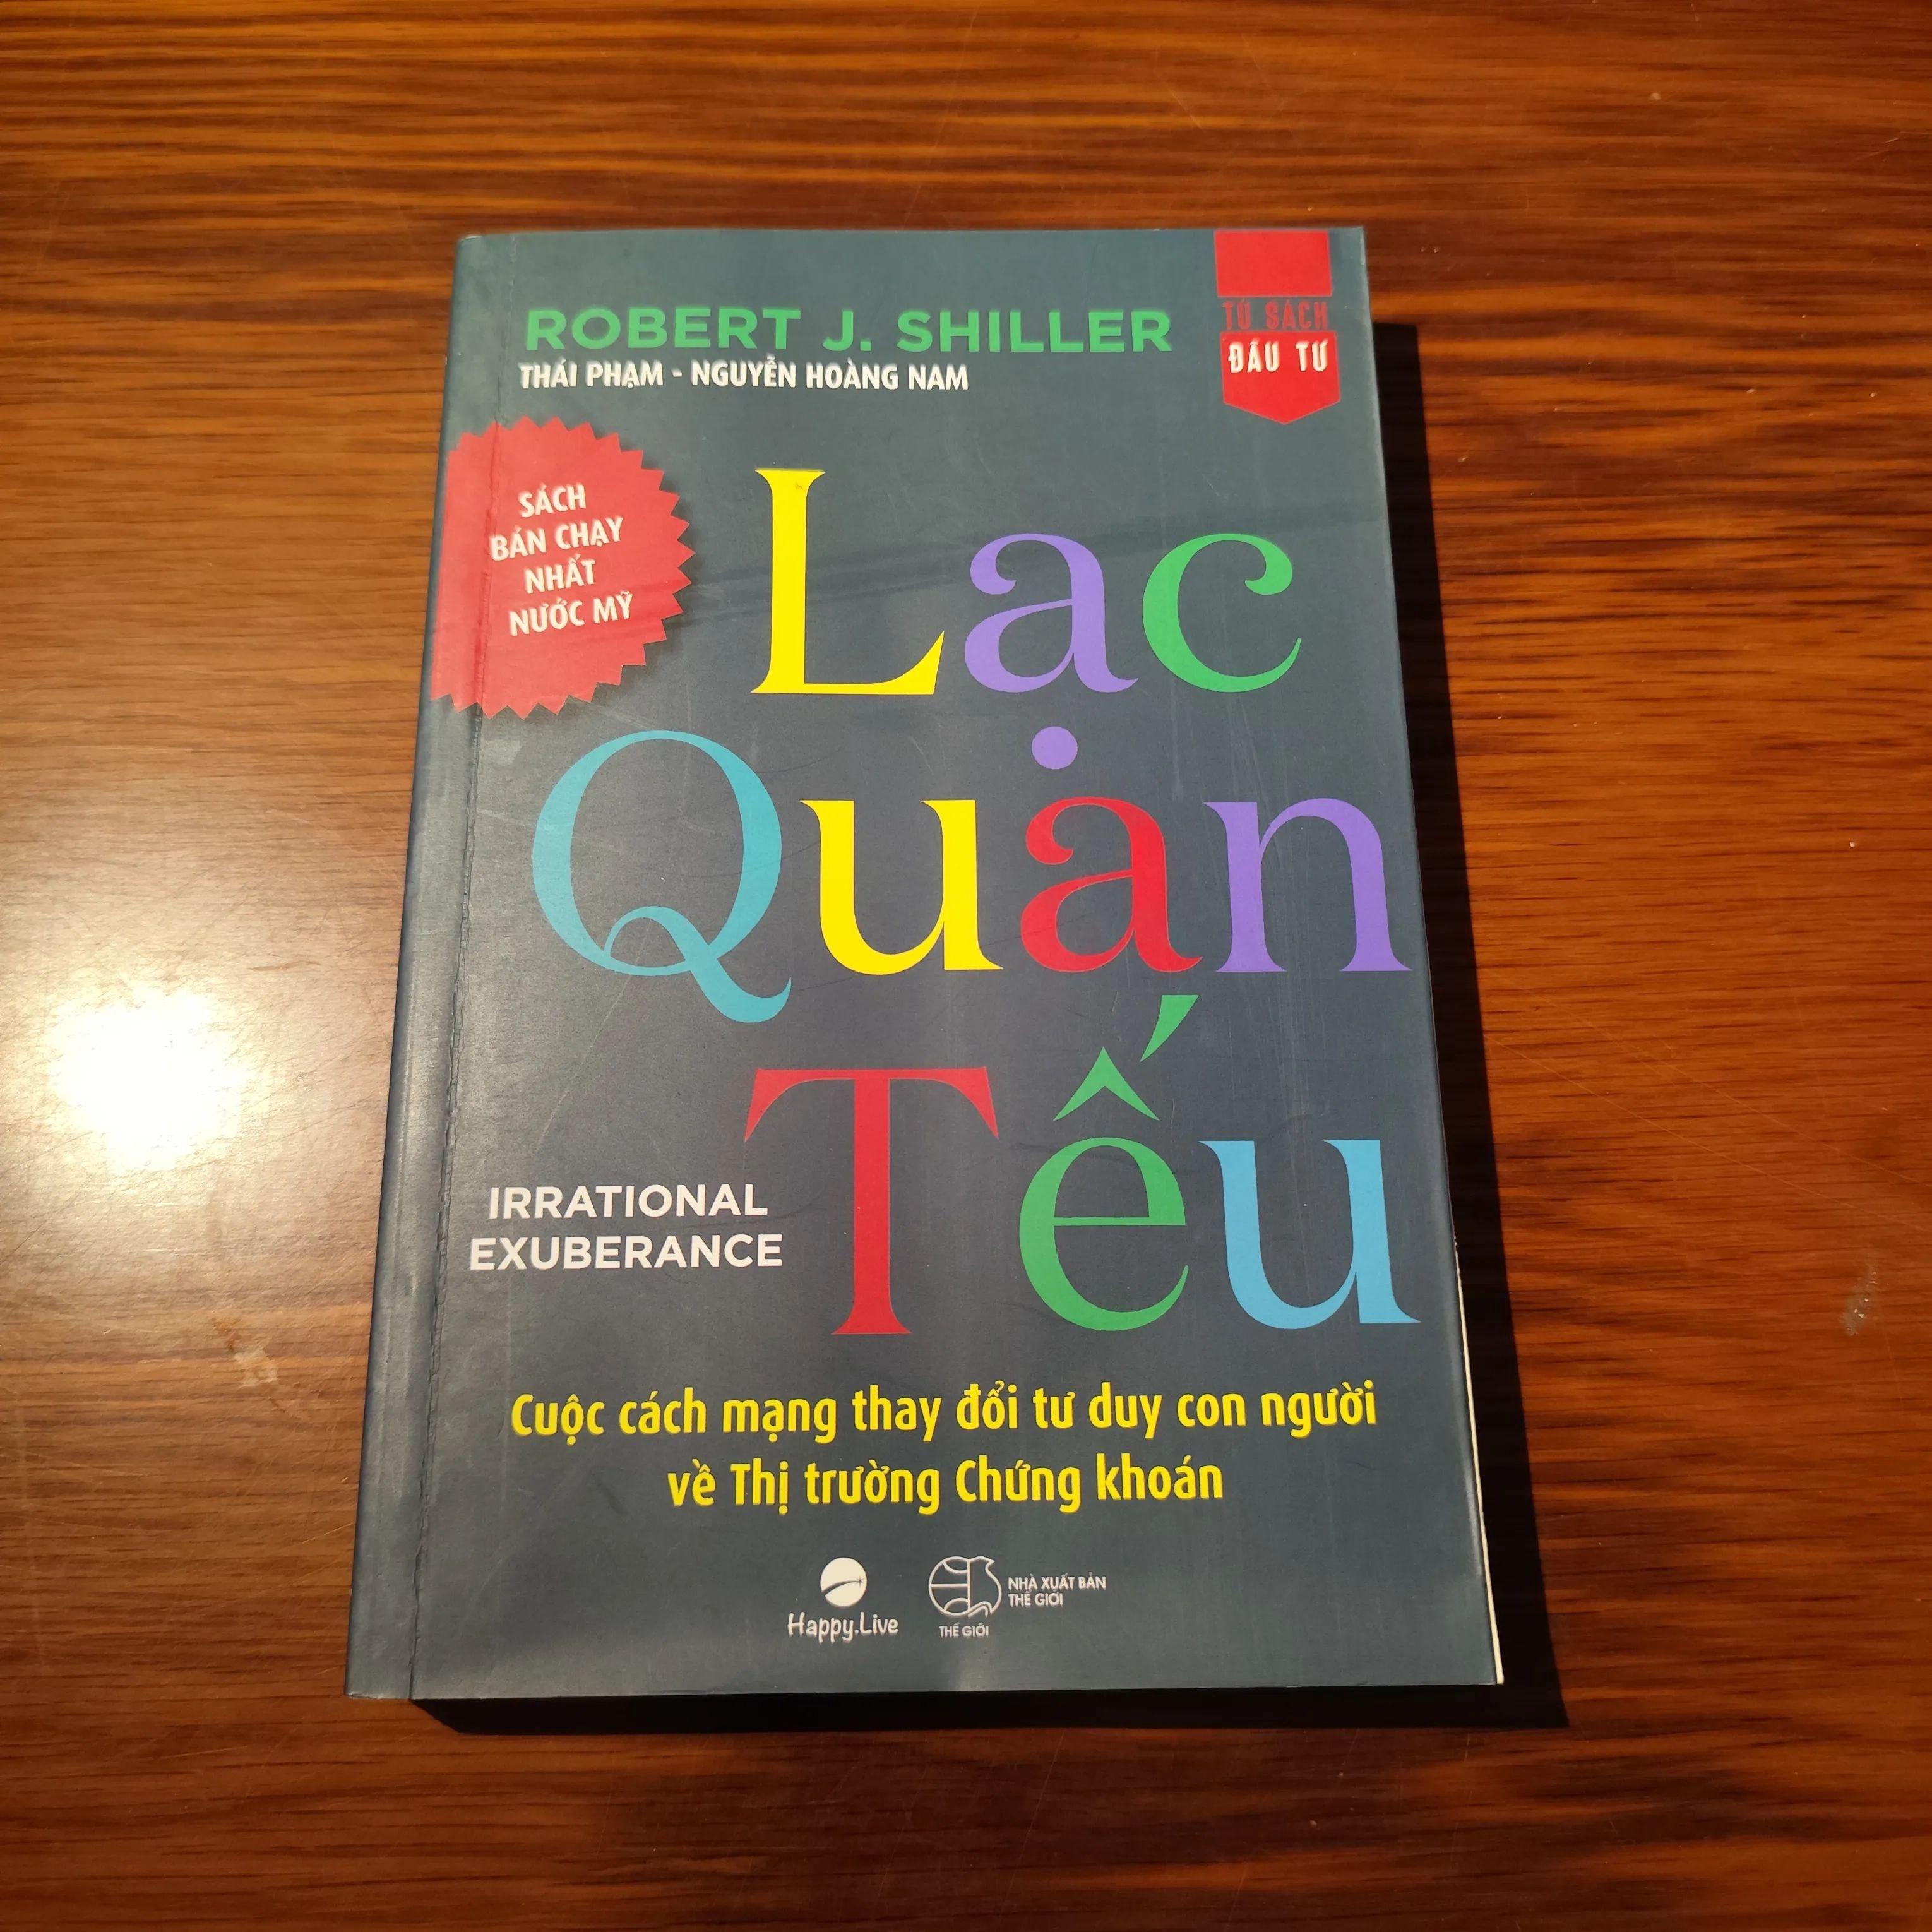 ROBERT J. SHILLER
THÁI PHẠM - NGUYỄN HOÀNG NAM
TỦ SÁCH
ĐẦU TƯ
SÁCH
BÁN CHẠY
NHẤT
NƯỚC MỸ
Lạc
Quan
Tếu
IRRATIONAL
EXUBERANCE
Cuộc cách mạng thay đổi tư duy con người
về Thị trường Chứng khoán
Happy.Live
THẾ GIỚI
NHÀ XUẤT BẢN
THẾ GIỚI